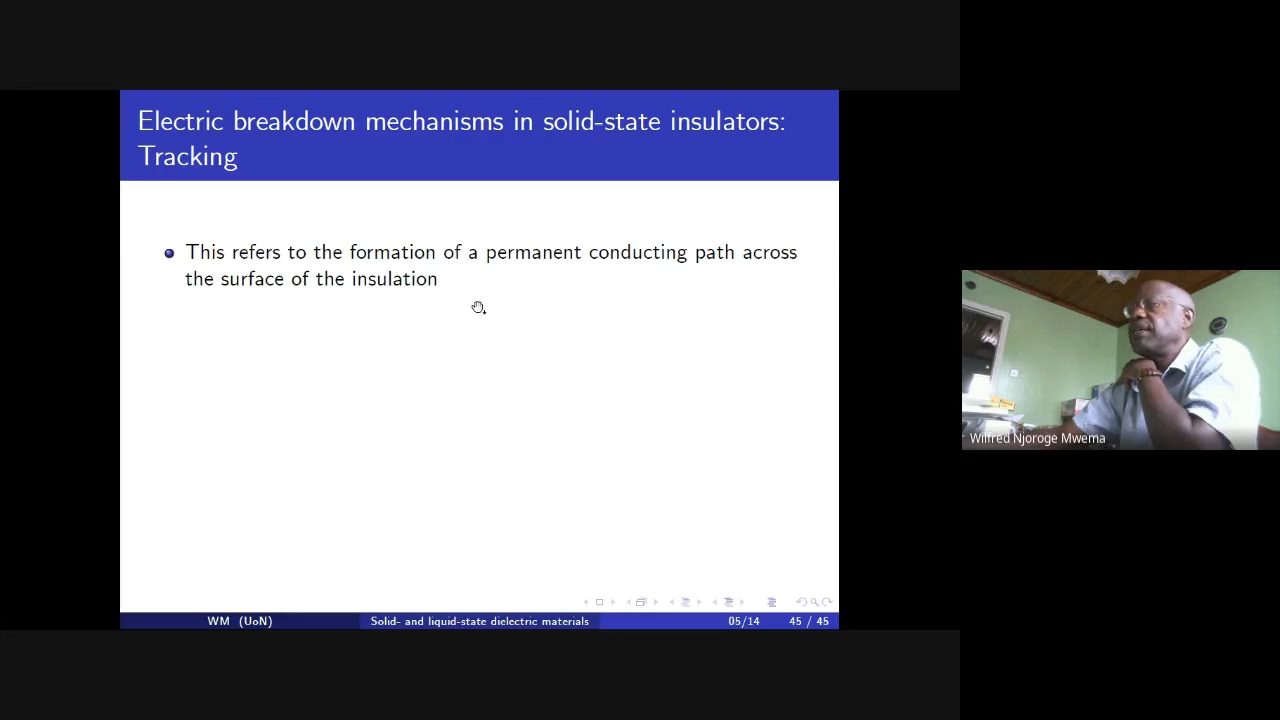 Electric breakdown mechanisms in solid-state insulators:
Tracking
This refers to the formation of a permanent conducting path across
the surface of the insulation
WM (UoN)
Solid- and liquid-state dielectric materials
05/14
45 / 45
Wilfred Njoroge Mwema